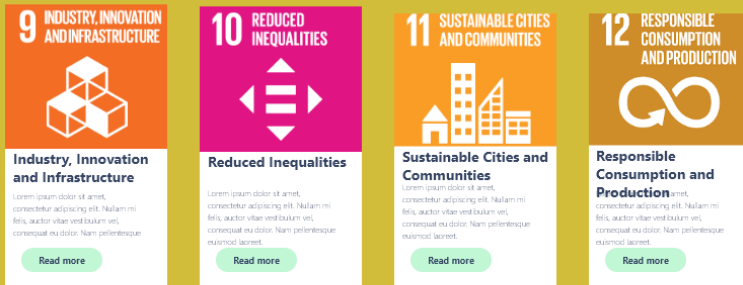 9 INDUSTRY, INNOVATION
AND INFRASTRUCTURE
Industry, Innovation
and Infrastructure
Lorem ipsum dolor sit amet,
consectetur adipiscing elit. Nullam mi
felis, auctor vitae vestibulum vel,
consequat eu dolor. Nam pellentesque
Read more
10 REDUCED
INEQUALITIES
Reduced Inequalities
Lorem ipsum dolor sit amet,
consectetur adipiscing elit. Nullam mi
felis, auctor vitae vestibulum vel,
consequat eu dolor. Nam pellentesque
euismod laoreet.
Read more
11 SUSTAINABLE CITIES
AND COMMUNITIES
Sustainable Cities and
Communities
Lorem ipsum dolor sit amet,
consectetur adipiscing elit. Nullam mi
felis, auctor vitae vestibulum vel,
consequat eu dolor. Nam pellentesque
euismod laoreet.
Read more
12 RESPONSIBLE
CONSUMPTION
AND PRODUCTION
Responsible
Consumption and
Production
sit amet,
consectetur adipiscing elit. Nullam mi
felis, auctor vitae vestibulum vel,
consequat eu dolor. Nam pellentesque
euismod laoreet.
Read more